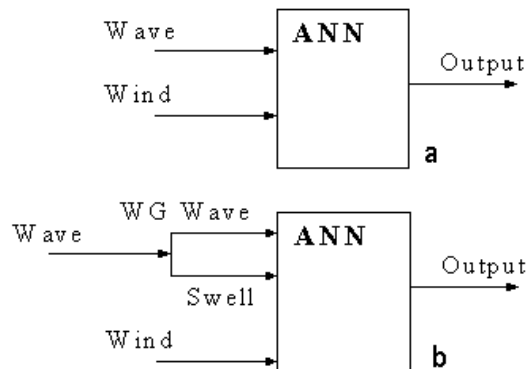 Wave
ANN
Output
Wind
a
WG Wave
ANN
Wave
Output
Swell
Wind
b